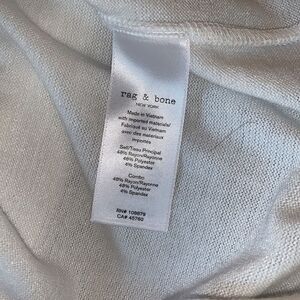 rag & bone
NEW YORK
Made in Vietnam
with imported materials/
Fabriqué au Vietnam
avec des matériaux
importés
Self/Tissu Principal
48% Rayon/Rayonne
48% Polyester
4% Spandex
Combo
48% Rayon/Rayonne
48% Polyester
4% Spandex
RN# 108879
CA# 45760